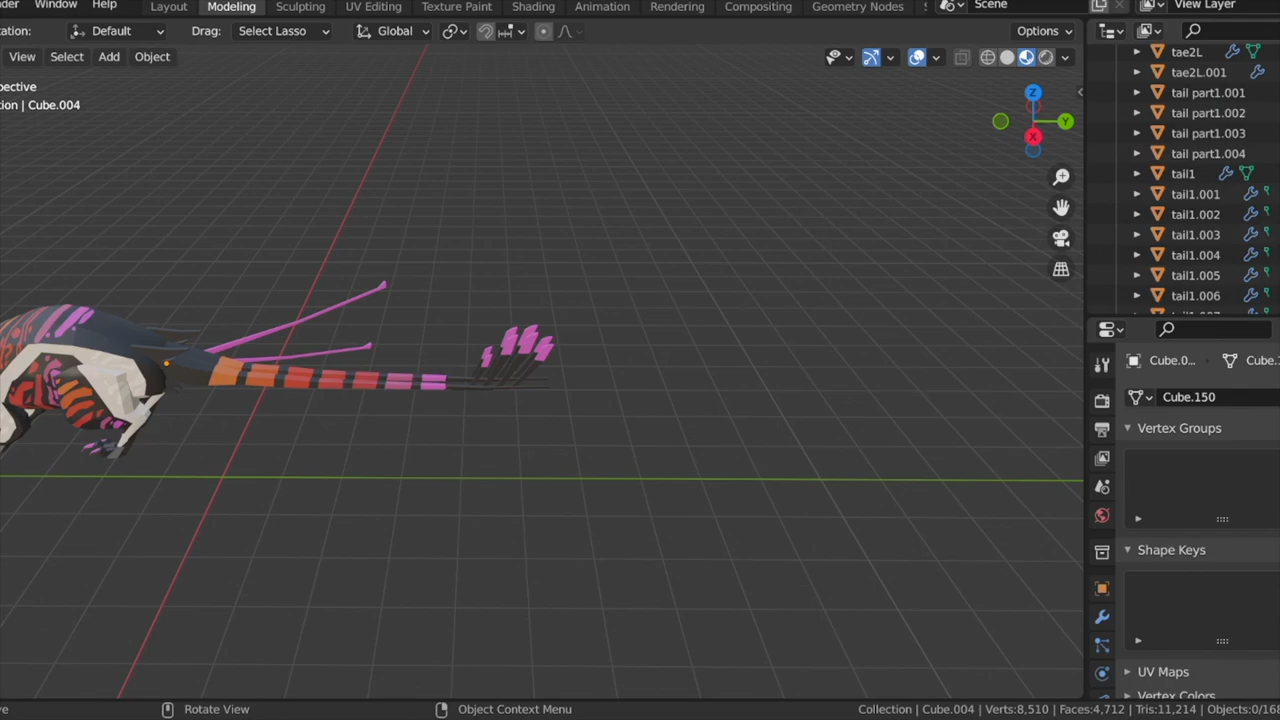 der Window Help Layout Modeling Sculpting UV Editing Texture Paint Shading Animation Rendering Compositing Geometry Nodes Scene View Layer
ation: Default Drag: Select Lasso Global Options
View Select Add Object
pective
on | Cube.004
Z
Y
X
tae2L
tae2L.001
tail part1.001
tail part1.002
tail part1.003
tail part1.004
tail1
tail1.001
tail1.002
tail1.003
tail1.004
tail1.005
tail1.006
Cube.0... Cube.
Cube.150
Vertex Groups
Shape Keys
UV Maps
Vertex Colors
ve Rotate View Object Context Menu Collection | Cube.004 | Verts:8,510 | Faces:4,712 | Tris:11,214 | Objects:0/168